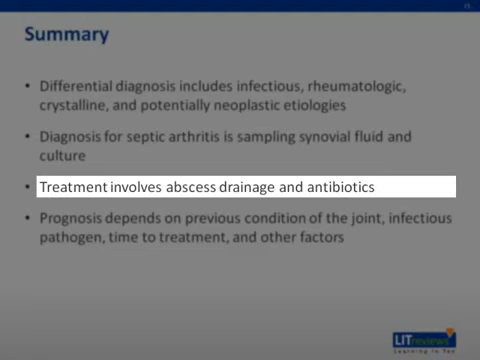 15
Summary
• Differential diagnosis includes infectious, rheumatologic,
crystalline, and potentially neoplastic etiologies
• Diagnosis for septic arthritis is sampling synovial fluid and
culture
• Treatment involves abscess drainage and antibiotics
• Prognosis depends on previous condition of the joint, infectious
pathogen, time to treatment, and other factors
LITreviews
Learning In Ten